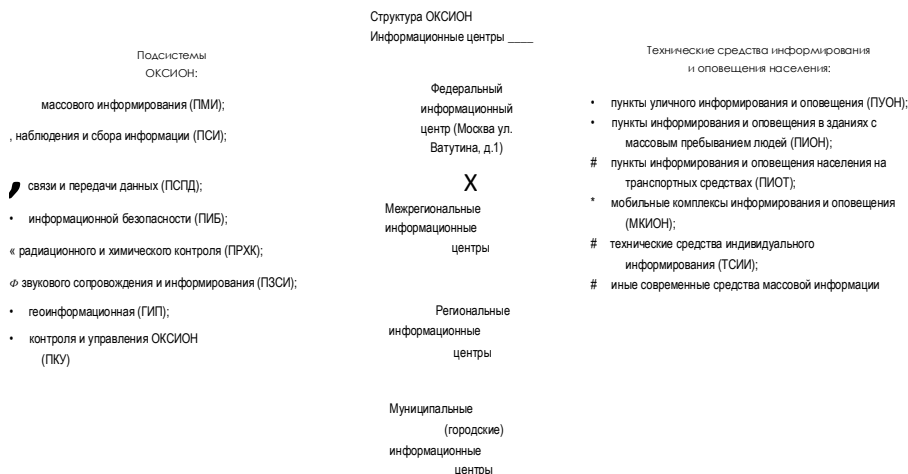 Структура ОКСИОН
Информационные центры ____
Подсистемы
ОКСИОН:
массового информирования (ПМИ);
, наблюдения и сбора информации (ПСИ);
связи и передачи данных (ПСПД);
• информационной безопасности (ПИБ);
« радиационного и химического контроля (ПРХК);
Ф звукового сопровождения и информирования (ПЗСИ);
• геоинформационная (ГИП);
• контроля и управления ОКСИОН
(ПКУ)
Федеральный
информационный
центр (Москва ул.
Ватутина, д.1)
X
Межрегиональные
информационные
центры
Региональные
информационные
центры
Муниципальные
(городские)
информационные
центры
Технические средства информирования
и оповещения населения:
• пункты уличного информирования и оповещения (ПУОН);
• пункты информирования и оповещения в зданиях с
массовым пребыванием людей (ПИОН);
# пункты информирования и оповещения населения на
транспортных средствах (ПИОТ);
* мобильные комплексы информирования и оповещения
(МКИОН);
# технические средства индивидуального
информирования (ТСИИ);
# иные современные средства массовой информации